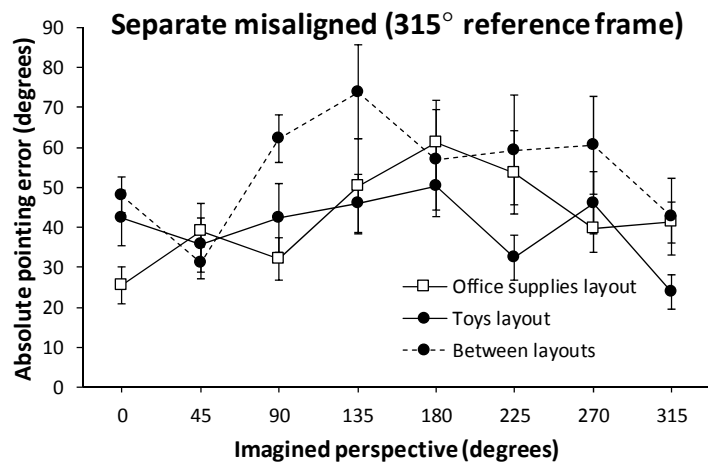 Separate misaligned (315° reference frame)
Absolute pointing error (degrees)
90
80
70
60
50
40
30
20
10
0
Office supplies layout
Toys layout
Between layouts
0 45 90 135 180 225 270 315
Imagined perspective (degrees)